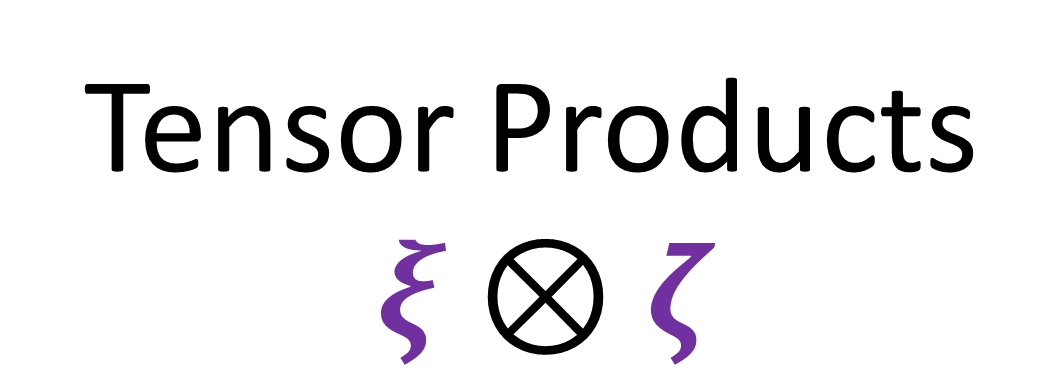 Tensor Products
ξ ⊗ ζ